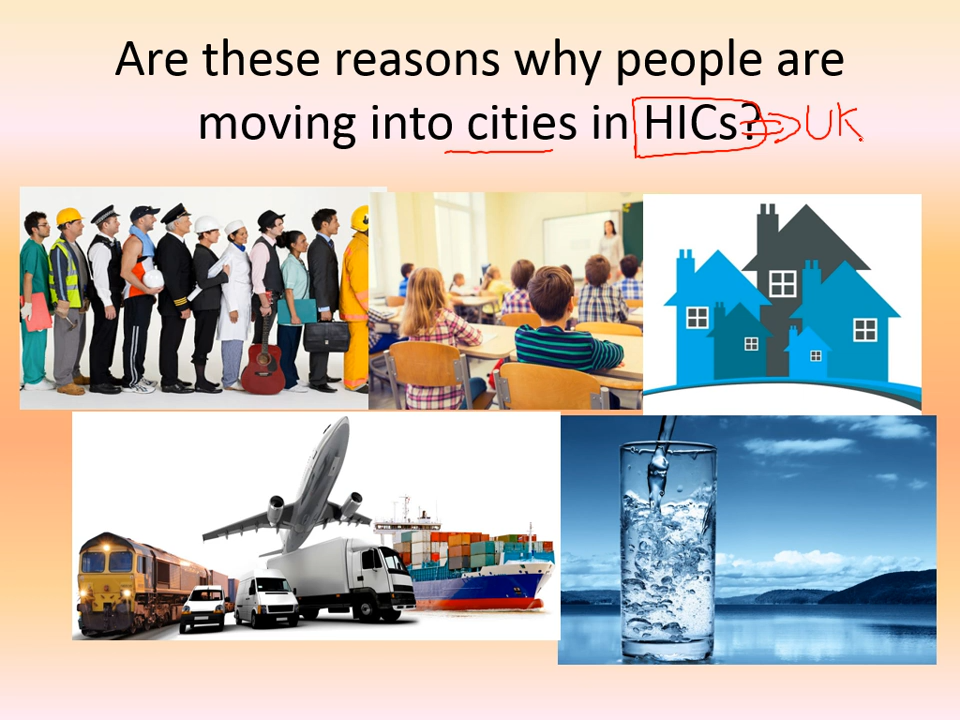 Are these reasons why people are
moving into cities in HICs? ⇒ UK